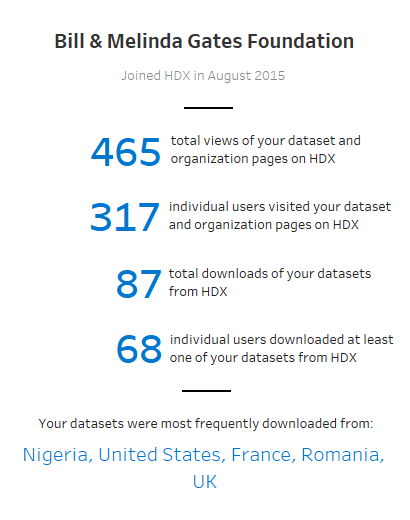 Bill & Melinda Gates Foundation
Joined HDX in August 2015
465 total views of your dataset and
organization pages on HDX
317 individual users visited your dataset
and organization pages on HDX
87 total downloads of your datasets
from HDX
68 individual users downloaded at least
one of your datasets from HDX
Your datasets were most frequently downloaded from:
Nigeria, United States, France, Romania,
UK